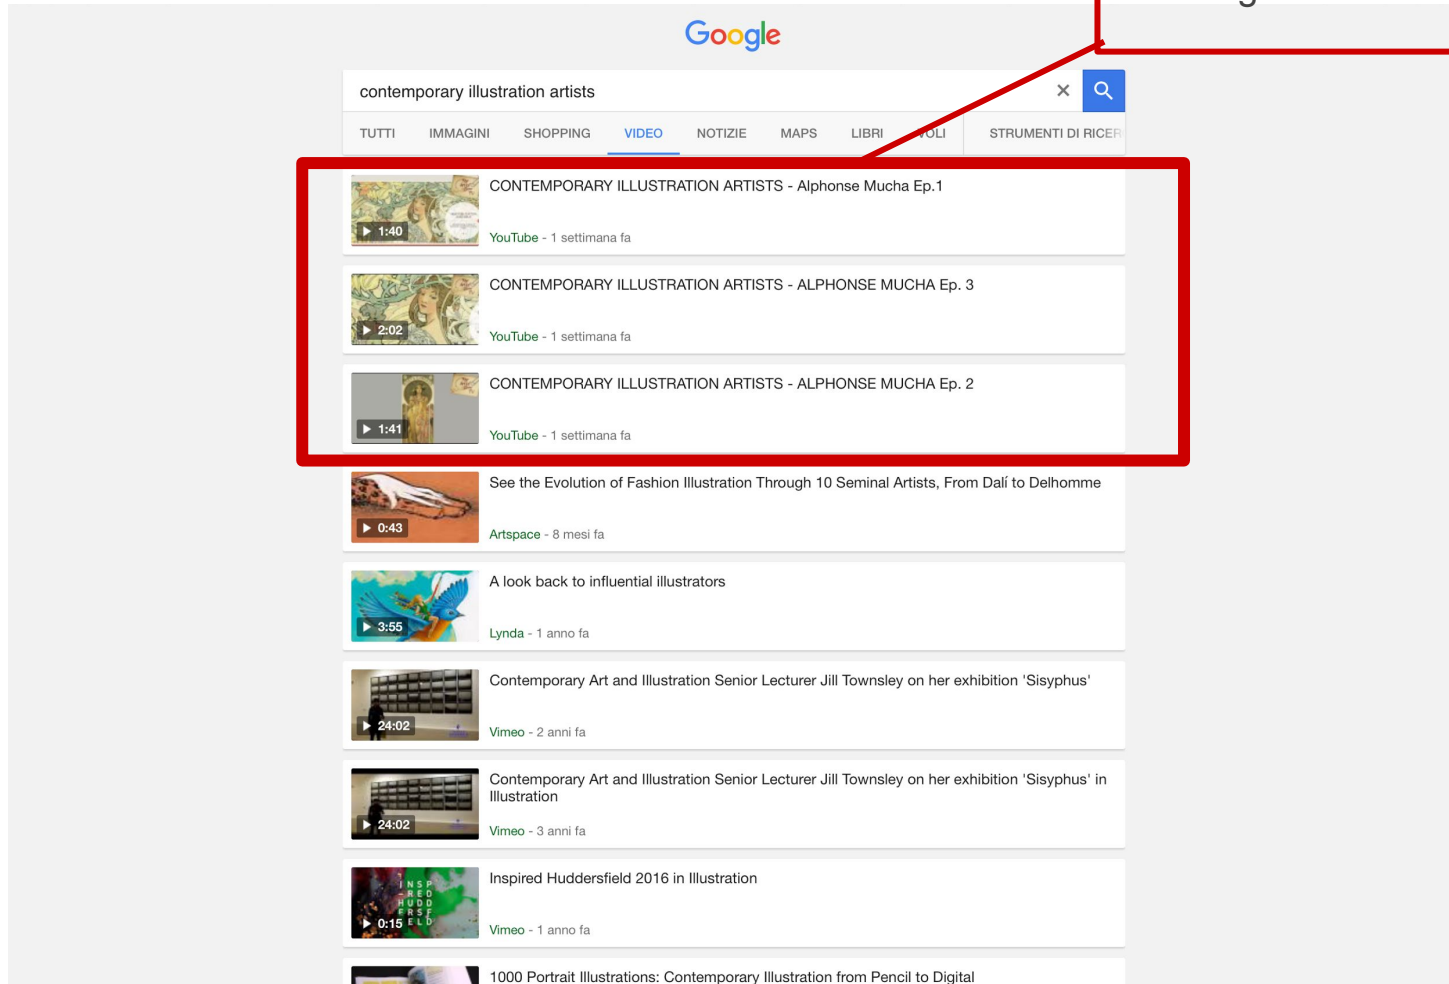 Google
contemporary illustration artists
TUTTI IMMAGINI SHOPPING VIDEO NOTIZIE MAPS LIBRI VOLI STRUMENTI DI RICER
CONTEMPORARY ILLUSTRATION ARTISTS - Alphonse Mucha Ep.1
1:40
YouTube - 1 settimana fa
CONTEMPORARY ILLUSTRATION ARTISTS - ALPHONSE MUCHA Ep. 3
2:02
YouTube - 1 settimana fa
CONTEMPORARY ILLUSTRATION ARTISTS - ALPHONSE MUCHA Ep. 2
1:41
YouTube - 1 settimana fa
See the Evolution of Fashion Illustration Through 10 Seminal Artists, From Dalí to Delhomme
0:43
Artspace - 8 mesi fa
A look back to influential illustrators
3:55
Lynda - 1 anno fa
Contemporary Art and Illustration Senior Lecturer Jill Townsley on her exhibition 'Sisyphus'
24:02
Vimeo - 2 anni fa
Contemporary Art and Illustration Senior Lecturer Jill Townsley on her exhibition 'Sisyphus' in
Illustration
24:02
Vimeo - 3 anni fa
Inspired Huddersfield 2016 in Illustration
INSP
-RED
HUDD
ERSF
IELD
0:15
Vimeo - 1 anno fa
1000 Portrait Illustrations: Contemporary Illustration from Pencil to Digital